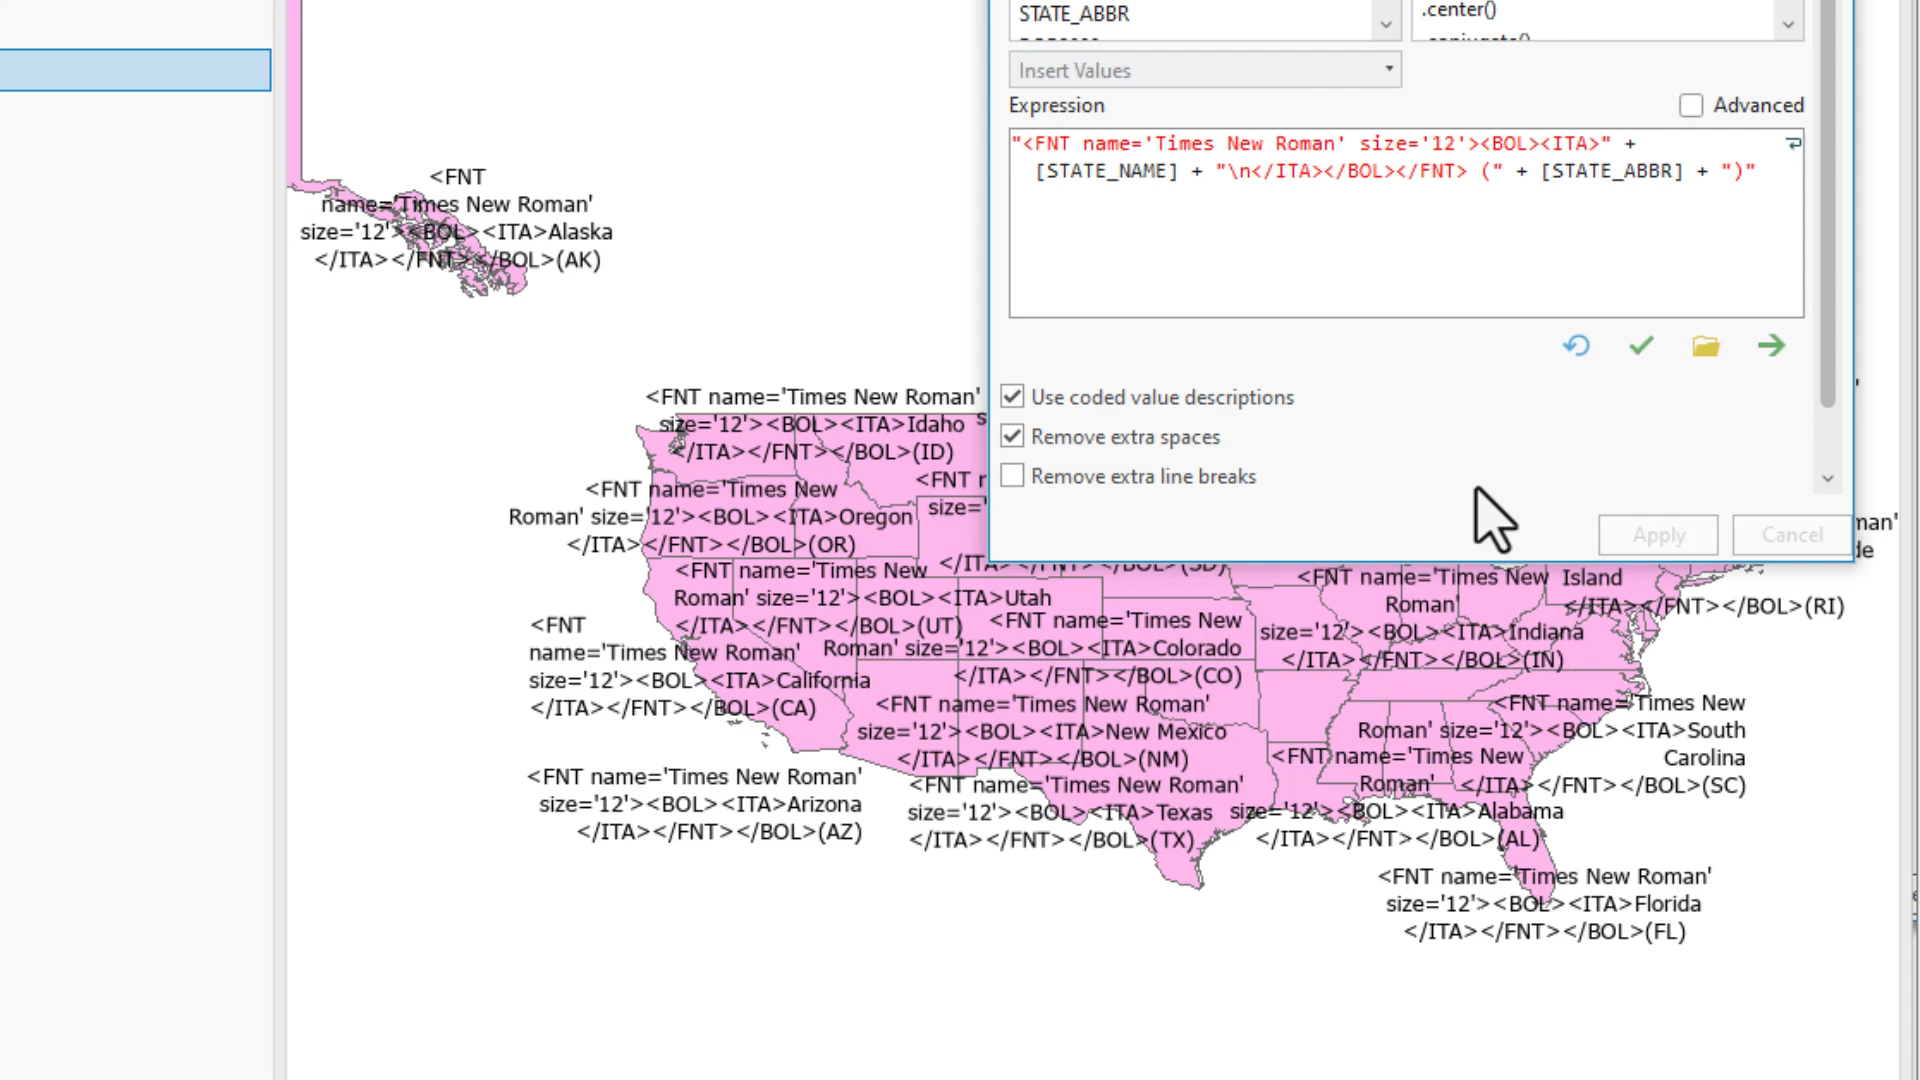 STATE_ABBR
.center()
Insert Values
Expression
Advanced
"<FNT name='Times New Roman' size='12'><BOL><ITA>" +
[STATE_NAME] + "\n</ITA></BOL></FNT> (" + [STATE_ABBR] + ")"
Use coded value descriptions
Remove extra spaces
Remove extra line breaks
Apply
Cancel
<FNT
name='Times New Roman'
size='12'><BOL><ITA>Alaska
</ITA></FNT></BOL>(AK)
<FNT name='Times New Roman'
size='12'><BOL><ITA>Idaho
</ITA></FNT></BOL>(ID)
<FNT name='Times New
Roman' size='12'><BOL><ITA>Oregon
</ITA></FNT></BOL>(OR)
<FNT
size='
<FNT name='Times New
Roman' size='12'><BOL><ITA>Utah
</ITA></FNT></BOL>(UT)
<FNT
name='Times New Roman'
size='12'><BOL><ITA>California
</ITA></FNT></BOL>(CA)
<FNT name='Times New
Roman' size='12'><BOL><ITA>Colorado
</ITA></FNT></BOL>(CO)
<FNT name='Times New Roman'
size='12'><BOL><ITA>New Mexico
</ITA></FNT></BOL>(NM)
<FNT name='Times New Roman'
size='12'><BOL><ITA>Arizona
</ITA></FNT></BOL>(AZ)
<FNT name='Times New Roman'
size='12'><BOL><ITA>Texas
</ITA></FNT></BOL>(TX)
<FNT name='Times New
Roman'
size='12'><BOL><ITA>Indiana
</ITA></FNT></BOL>(IN)
Island
</ITA></FNT></BOL>(RI)
<FNT name='Times New
Roman' size='12'><BOL><ITA>South
Carolina
</ITA></FNT></BOL>(SC)
<FNT name='Times New
Roman'
size='12'><BOL><ITA>Alabama
</ITA></FNT></BOL>(AL)
<FNT name='Times New Roman'
size='12'><BOL><ITA>Florida
</ITA></FNT></BOL>(FL)